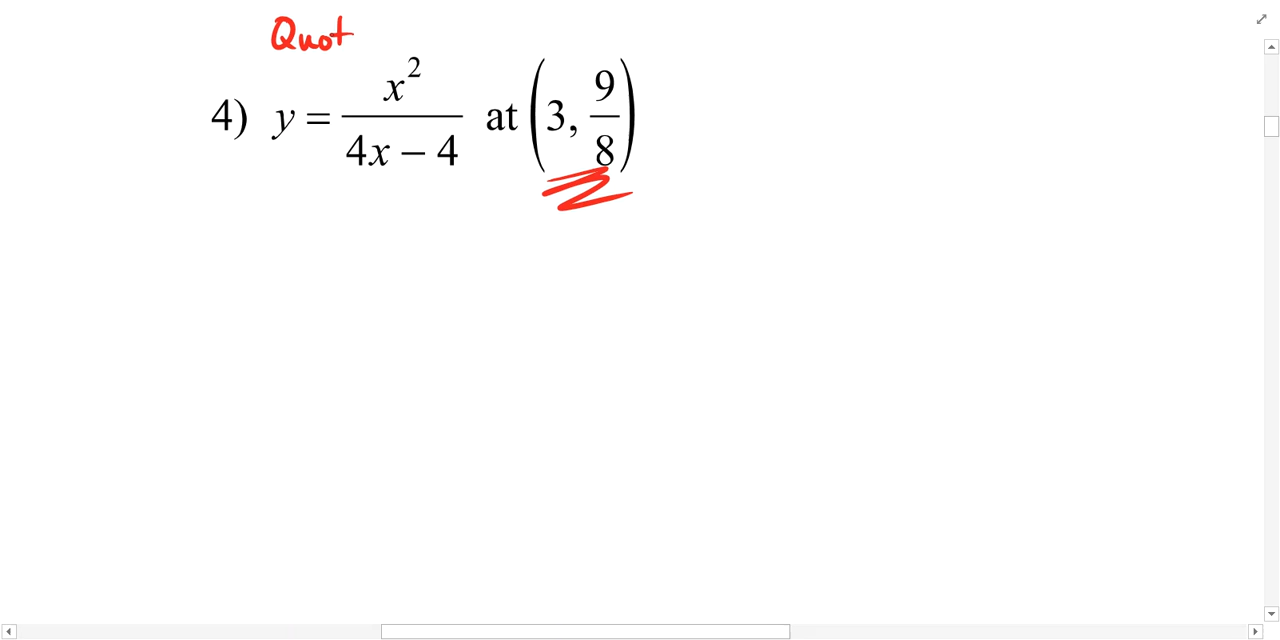 Quot
4) y = x^2 / (4x − 4) at (3, 9/8)